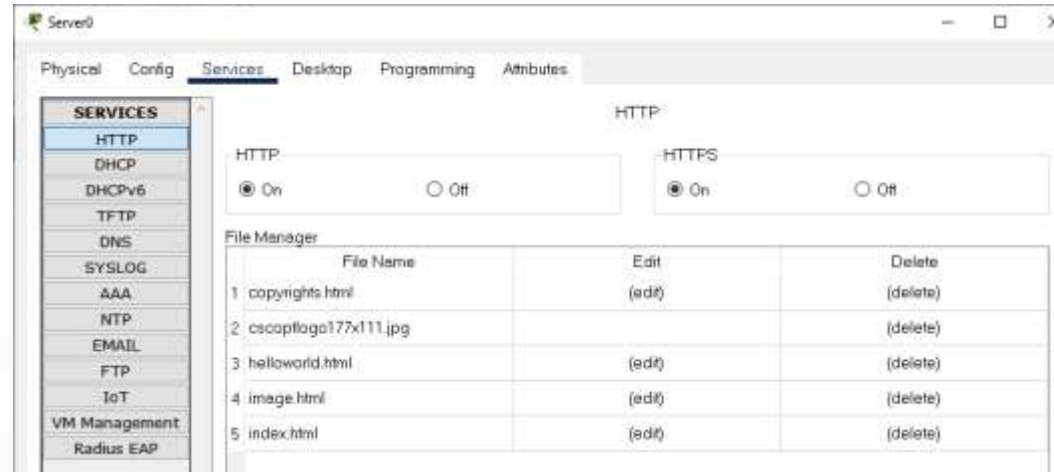 Server0
Physical Config Services Desktop Programming Attributes
SERVICES
HTTP
DHCP
DHCPv6
TFTP
DNS
SYSLOG
AAA
NTP
EMAIL
FTP
IoT
VM Management
Radius EAP
HTTP
HTTP
On Off
HTTPS
On Off
File Manager
File Name Edit Delete
1 copyrights.html (edit) (delete)
2 cscoptlogo177x111.jpg (delete)
3 helloworld.html (edit) (delete)
4 image.html (edit) (delete)
5 index.html (edit) (delete)